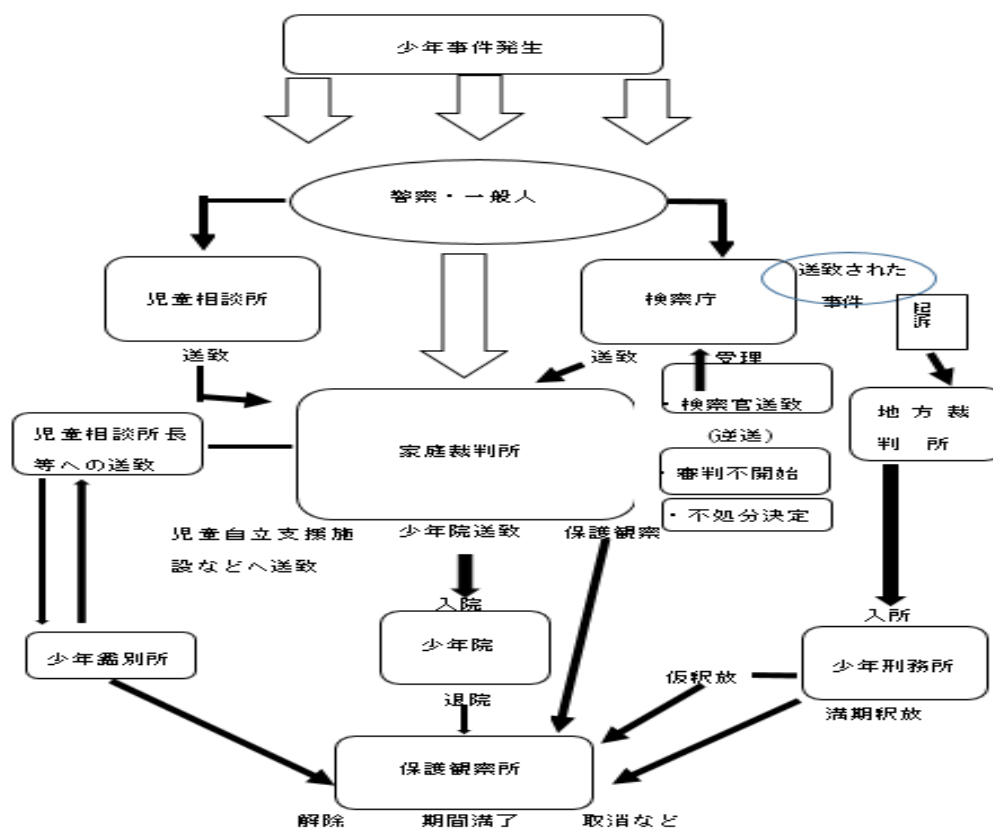 少年事件発生
警察・一般人
児童相談所
検察庁
送致された
事件
起訴
送致
送致
受理
・検察官送致
(逆送)
地方裁
判所
児童相談所長
等への送致
家庭裁判所
・審判不開始
・不処分決定
児童自立支援施
設などへ送致
少年院送致
保護観察
入院
入所
少年鑑別所
少年院
少年刑務所
退院
仮釈放
満期釈放
保護観察所
解除
期間満了
取消など